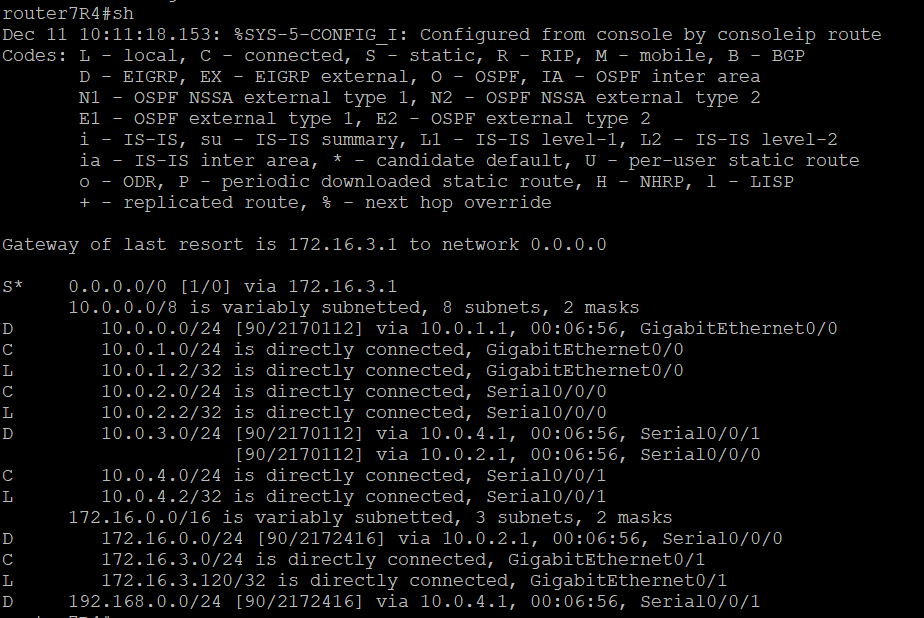 router7R4#sh
Dec 11 10:11:18.153: %SYS-5-CONFIG_I: Configured from console by consoleip route
Codes: L - local, C - connected, S - static, R - RIP, M - mobile, B - BGP
       D - EIGRP, EX - EIGRP external, O - OSPF, IA - OSPF inter area
       N1 - OSPF NSSA external type 1, N2 - OSPF NSSA external type 2
       E1 - OSPF external type 1, E2 - OSPF external type 2
       i - IS-IS, su - IS-IS summary, L1 - IS-IS level-1, L2 - IS-IS level-2
       ia - IS-IS inter area, * - candidate default, U - per-user static route
       o - ODR, P - periodic downloaded static route, H - NHRP, l - LISP
       + - replicated route, % - next hop override

Gateway of last resort is 172.16.3.1 to network 0.0.0.0

S*    0.0.0.0/0 [1/0] via 172.16.3.1
      10.0.0.0/8 is variably subnetted, 8 subnets, 2 masks
D        10.0.0.0/24 [90/2170112] via 10.0.1.1, 00:06:56, GigabitEthernet0/0
C        10.0.1.0/24 is directly connected, GigabitEthernet0/0
L        10.0.1.2/32 is directly connected, GigabitEthernet0/0
C        10.0.2.0/24 is directly connected, Serial0/0/0
L        10.0.2.2/32 is directly connected, Serial0/0/0
D        10.0.3.0/24 [90/2170112] via 10.0.4.1, 00:06:56, Serial0/0/1
                     [90/2170112] via 10.0.2.1, 00:06:56, Serial0/0/0
C        10.0.4.0/24 is directly connected, Serial0/0/1
L        10.0.4.2/32 is directly connected, Serial0/0/1
      172.16.0.0/16 is variably subnetted, 3 subnets, 2 masks
D        172.16.0.0/24 [90/2172416] via 10.0.2.1, 00:06:56, Serial0/0/0
C        172.16.3.0/24 is directly connected, GigabitEthernet0/1
L        172.16.3.120/32 is directly connected, GigabitEthernet0/1
D     192.168.0.0/24 [90/2172416] via 10.0.4.1, 00:06:56, Serial0/0/1